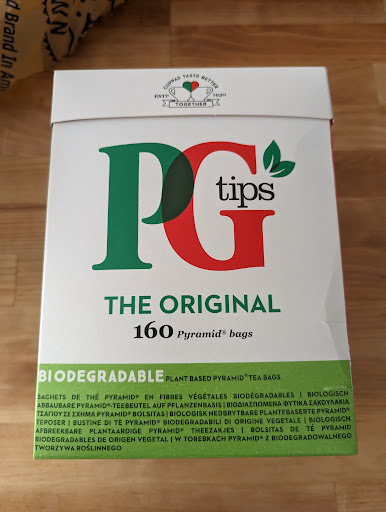 d Brand In Am
CUPPAS TASTE BETTER
ESTD 1930
TOGETHER
PG
tips
THE ORIGINAL
160 Pyramid® bags
BIODEGRADABLE PLANT BASED PYRAMID® TEA BAGS
SACHETS DE THÉ PYRAMID® EN FIBRES VÉGÉTALES BIODÉGRADABLES | BIOLOGISCH
ABBAUBARE PYRAMID®-TEEBEUTEL AUF PFLANZENBASIS | ΒΙΟΔΙΑΣΠΩΜΕΝΑ ΦΥΤΙΚΑ ΣΑΚΟΥΛΑΚΙΑ
ΤΣΑΓΙΟΥ ΣΕ ΣΧΗΜΑ PYRAMID® BOLSITAS | BIOLOGISK NEDBRYTBARE PLANTEBASERTE PYRAMID®
TEPOSER | BUSTINE DI TÈ PYRAMID® BIODEGRADABILI DI ORIGINE VEGETALE | BIOLOGISCH
AFBREEKBARE PLANTAARDIGE PYRAMID® THEEZAKJES | BOLSITAS DE TÉ PYRAMID
BIODEGRADABLES DE ORIGEN VEGETAL | W TOREBKACH PYRAMID® Z BIODEGRADOWALNEGO
TWORZYWA ROŚLINNEGO